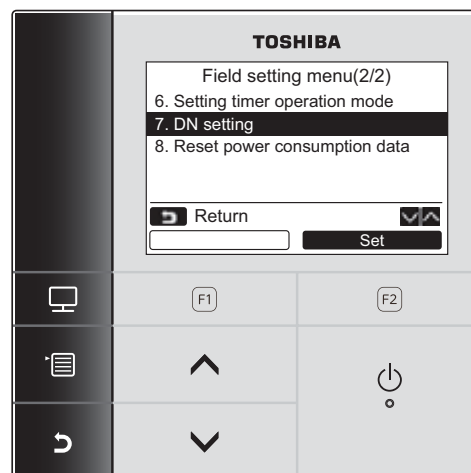 TOSHIBA
Field setting menu(2/2)
6. Setting timer operation mode
7. DN setting
8. Reset power consumption data
Return
Set
F1
F2